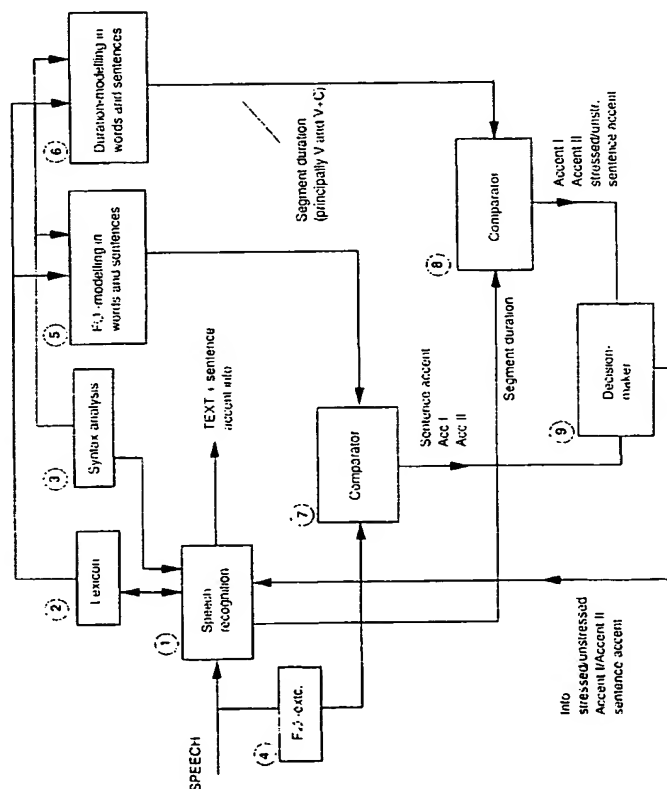 SPEECH
4
F(0)-extc.
1
Speech
recognition
2
Lexicon
3
Syntax analysis
TEXT + sentence
accent info
5
F(0)-modelling in
words and sentences
6
Duration-modelling in
words and sentences
Segment duration
(principally V and V+C)
7
Comparator
Sentence accent
Acc I
Acc II
8
Comparator
Segment duration
Accent I
Accent II
stressed/unstr.
sentence accent
9
Decision-
maker
Info
stressed/unstressed
Accent I/Accent II
sentence accent